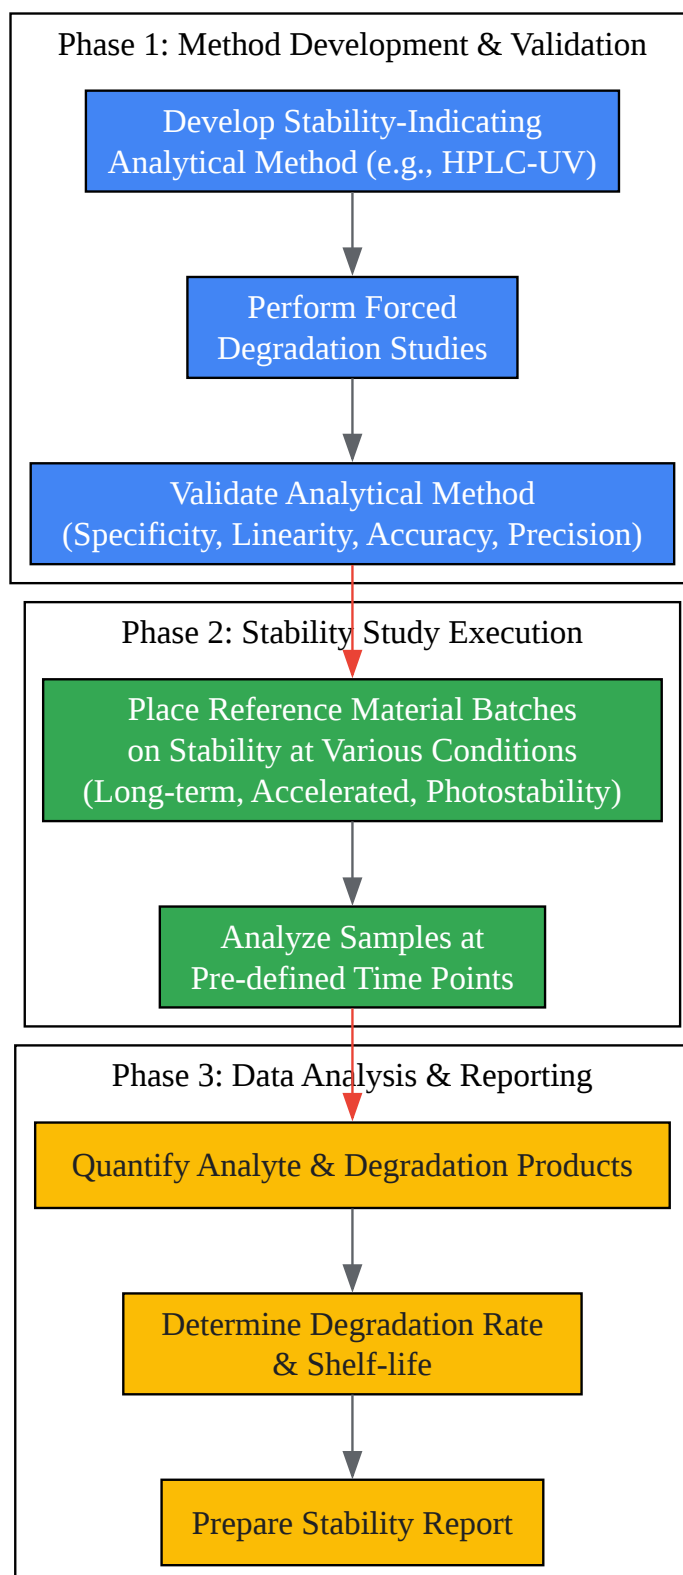 Phase 1: Method Development & Validation
Develop Stability-Indicating
Analytical Method (e.g., HPLC-UV)
Perform Forced
Degradation Studies
Validate Analytical Method
(Specificity, Linearity, Accuracy, Precision)
Phase 2: Stability Study Execution
Place Reference Material Batches
on Stability at Various Conditions
(Long-term, Accelerated, Photostability)
Analyze Samples at
Pre-defined Time Points
Phase 3: Data Analysis & Reporting
Quantify Analyte & Degradation Products
Determine Degradation Rate
& Shelf-life
Prepare Stability Report